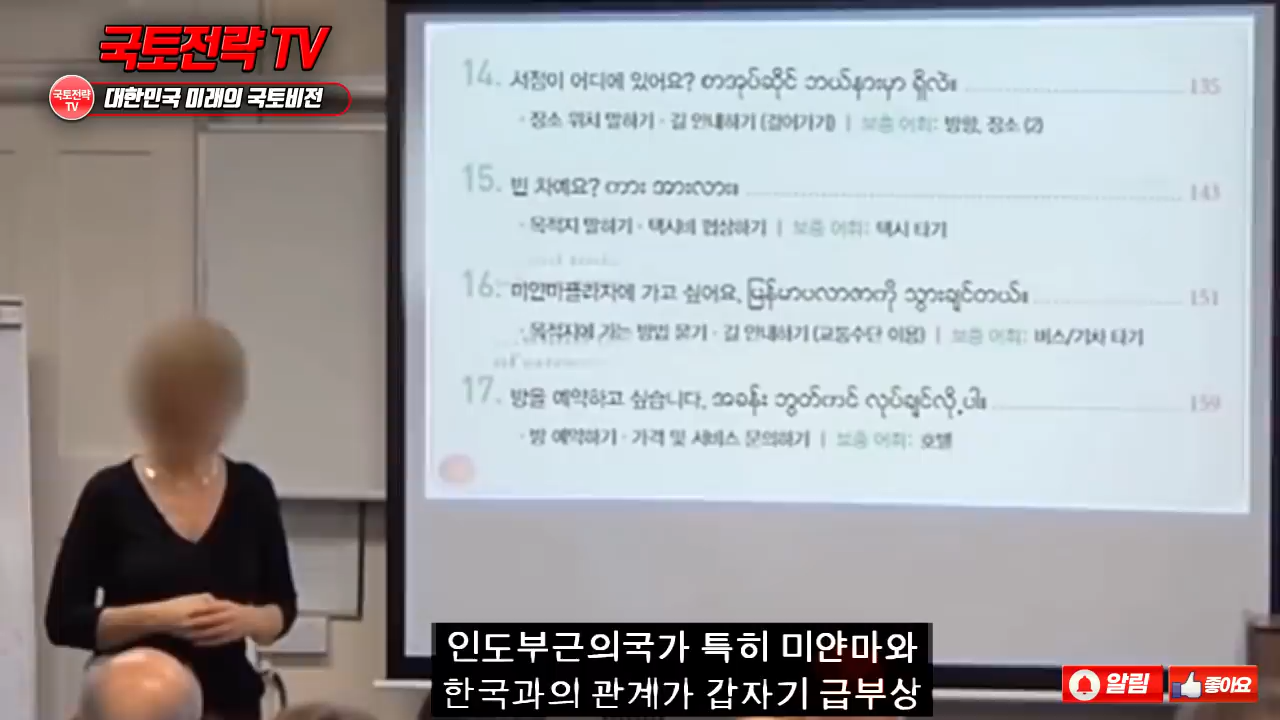 국토전략 TV
국토전략 TV
대한민국 미래의 국토비전
14. 서점이 어디에 있어요? စာအုပ်ဆိုင် ဘယ်နားမှာ ရှိလဲ။ 135
· 장소 위치 말하기 · 길 안내하기 (걸어가기) | 보충 어휘: 방향, 장소 (2)
15. 빈 차예요? ကား အားလား။ 143
· 목적지 말하기 · 택시비 협상하기 | 보충 어휘: 택시 타기
16. 미얀마플라자에 가고 싶어요. မြန်မာပလာဇာကို သွားချင်တယ်။ 151
· 목적지에 가는 방법 묻기 · 길 안내하기 (교통수단 이용) | 보충 어휘: 버스/기차 타기
17. 방을 예약하고 싶습니다. အခန်း ဘွတ်ကင် လုပ်ချင်လို့ပါ။ 159
· 방 예약하기 · 가격 및 서비스 문의하기 | 보충 어휘: 호텔
인도부근의국가 특히 미얀마와
한국과의 관계가 갑자기 급부상
알림
좋아요